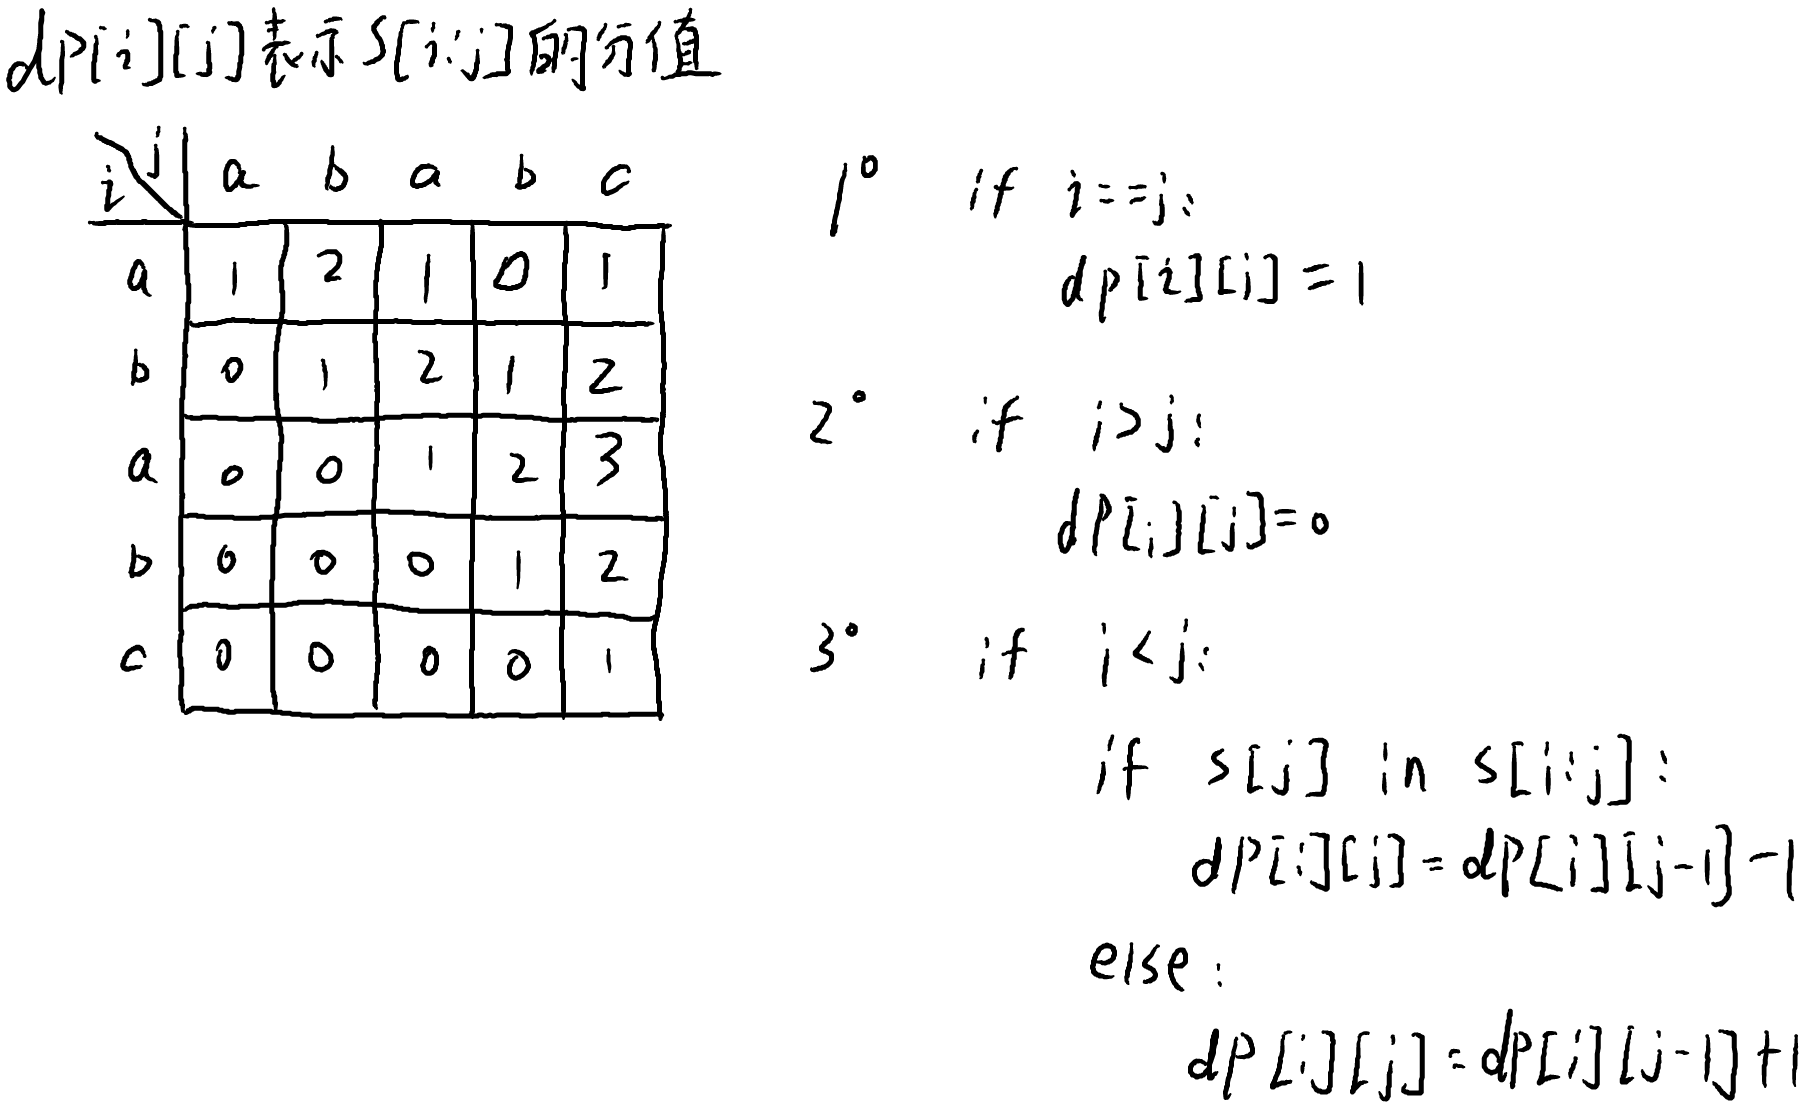 dp[i][j]表示S[i:j]的分值
i j a b a b c
a 1 2 1 0 1
b 0 1 2 1 2
a 0 0 1 2 3
b 0 0 0 1 2
c 0 0 0 0 1
1° if i==j:
dp[i][j]=1
2° if i>j:
dp[i][j]=0
3° if i<j:
if s[j] in s[i:j]:
dp[i][j]=dp[i][j-1]-1
else:
dp[i][j]=dp[i][j-1]+1